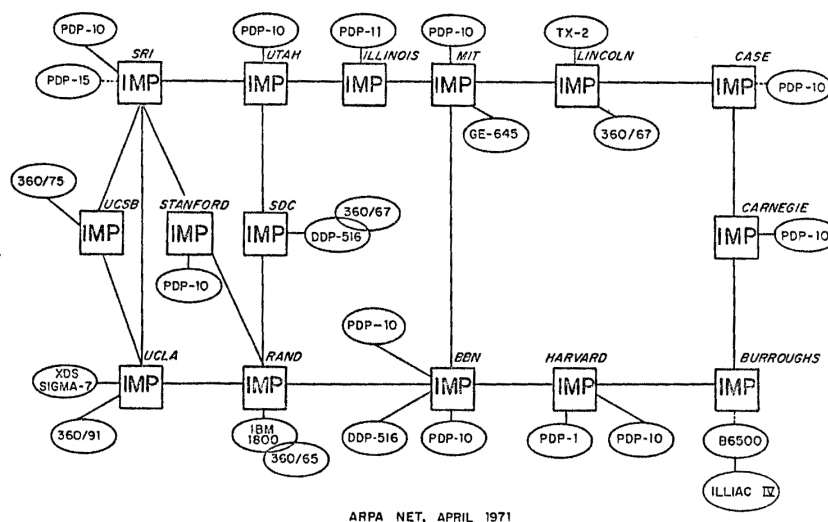 PDP-10
PDP-10
PDP-11
PDP-10
TX-2
SRI
UTAH
ILLINOIS
MIT
LINCOLN
CASE
PDP-15
IMP
IMP
IMP
IMP
IMP
IMP
PDP-10
GE-645
360/67
360/75
UCSB
STANFORD
SDC
360/67
CARNEGIE
IMP
IMP
IMP
DDP-516
IMP
PDP-10
PDP-10
PDP-10
UCLA
RAND
BBN
HARVARD
BURROUGHS
XDS
SIGMA-7
IMP
IMP
IMP
IMP
IMP
360/91
IBM
1800
360/65
DDP-516
PDP-10
PDP-1
PDP-10
B6500
ILLIAC IV
ARPA NET, APRIL 1971